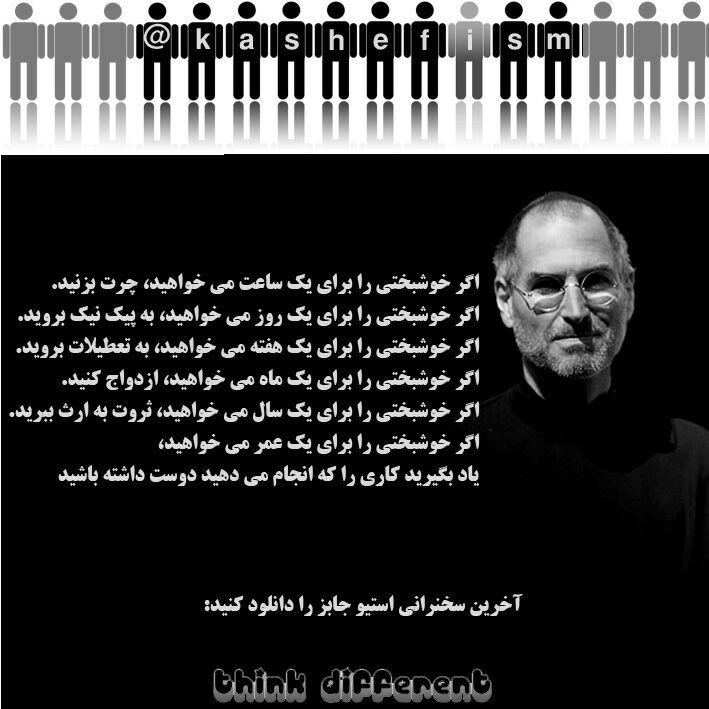 @kashefism
اگر خوشبختی را برای یک ساعت می خواهید، چرت بزنید.
اگر خوشبختی را برای یک روز می خواهید، به پیک نیک بروید.
اگر خوشبختی را برای یک هفته می خواهید، به تعطیلات بروید.
اگر خوشبختی را برای یک ماه می خواهید، ازدواج کنید.
اگر خوشبختی را برای یک سال می خواهید، ثروت به ارث ببرید.
اگر خوشبختی را برای یک عمر می خواهید،
یاد بگیرید کاری را که انجام می دهید دوست داشته باشید
آخرین سخنرانی استیو جابز را دانلود کنید:
think different